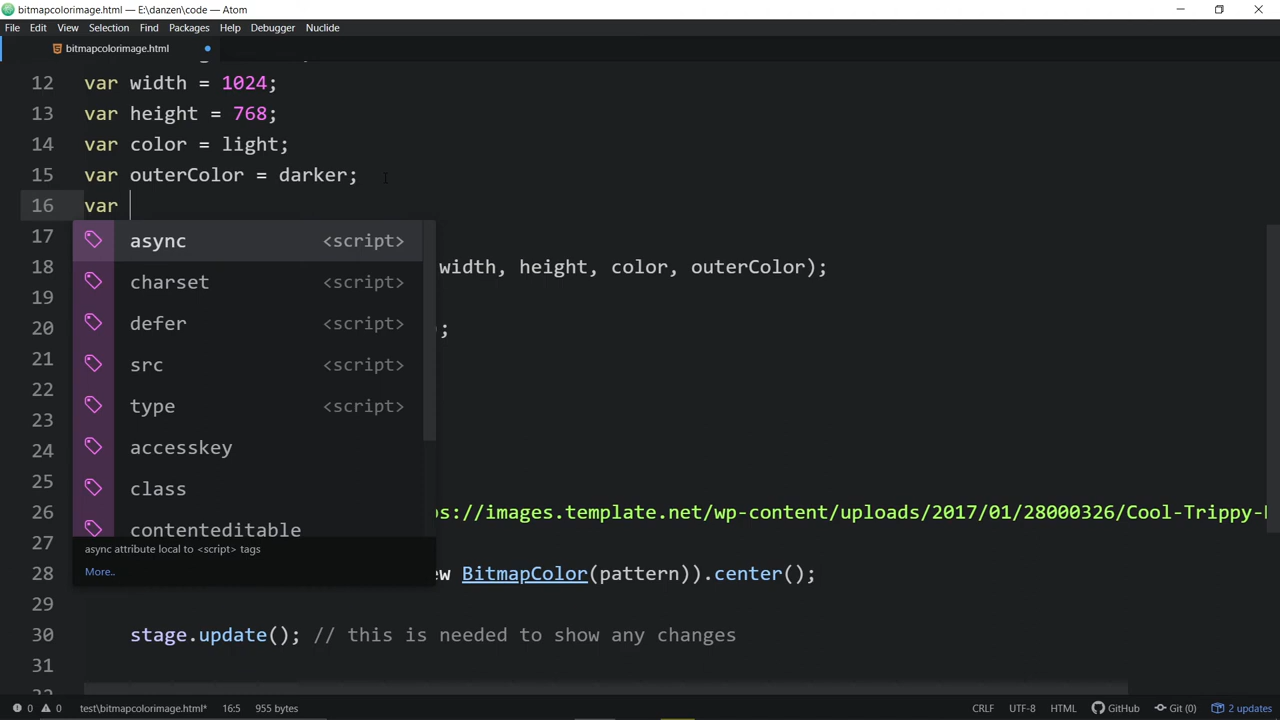 bitmapcolorimage.html — E:\danzen\code — Atom
File Edit View Selection Find Packages Help Debugger Nuclide
bitmapcolorimage.html
12 var width = 1024;
13 var height = 768;
14 var color = light;
15 var outerColor = darker;
16 var
17
async <script>
18 width, height, color, outerColor);
charset <script>
19
defer <script>
20 );
21
src <script>
22
type <script>
23
24
accesskey
25
class
26 ps://images.template.net/wp-content/uploads/2017/01/28000326/Cool-Trippy-
contenteditable
27
async attribute local to <script> tags
28 ew BitmapColor(pattern)).center();
More..
29
30 stage.update(); // this is needed to show any changes
31
0 0 test\bitmapcolorimage.html* 16:5 955 bytes CRLF UTF-8 HTML GitHub Git (0) 2 updates